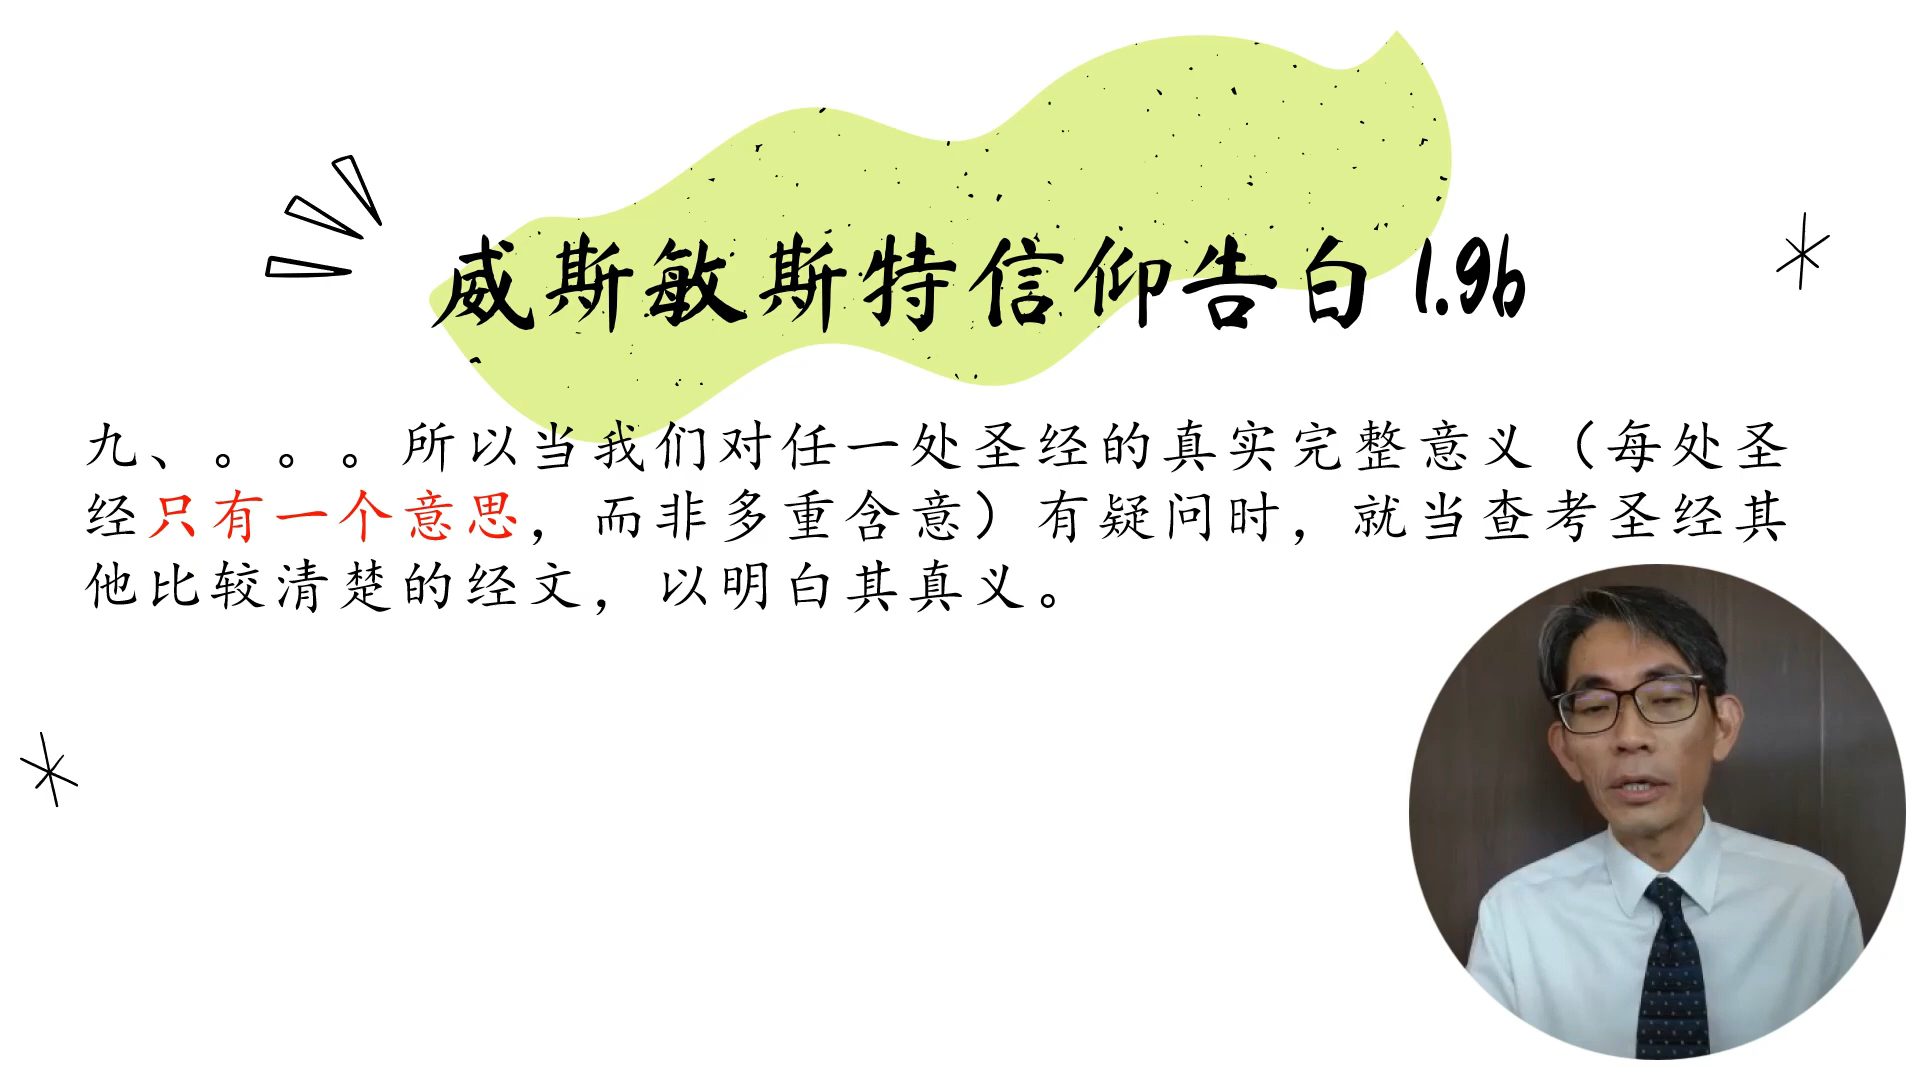 威斯敏斯特信仰告白 1.9b
九、。。。所以当我们对任一处圣经的真实完整意义（每处圣
经只有一个意思，而非多重含意）有疑问时，就当查考圣经其
他比较清楚的经文，以明白其真义。